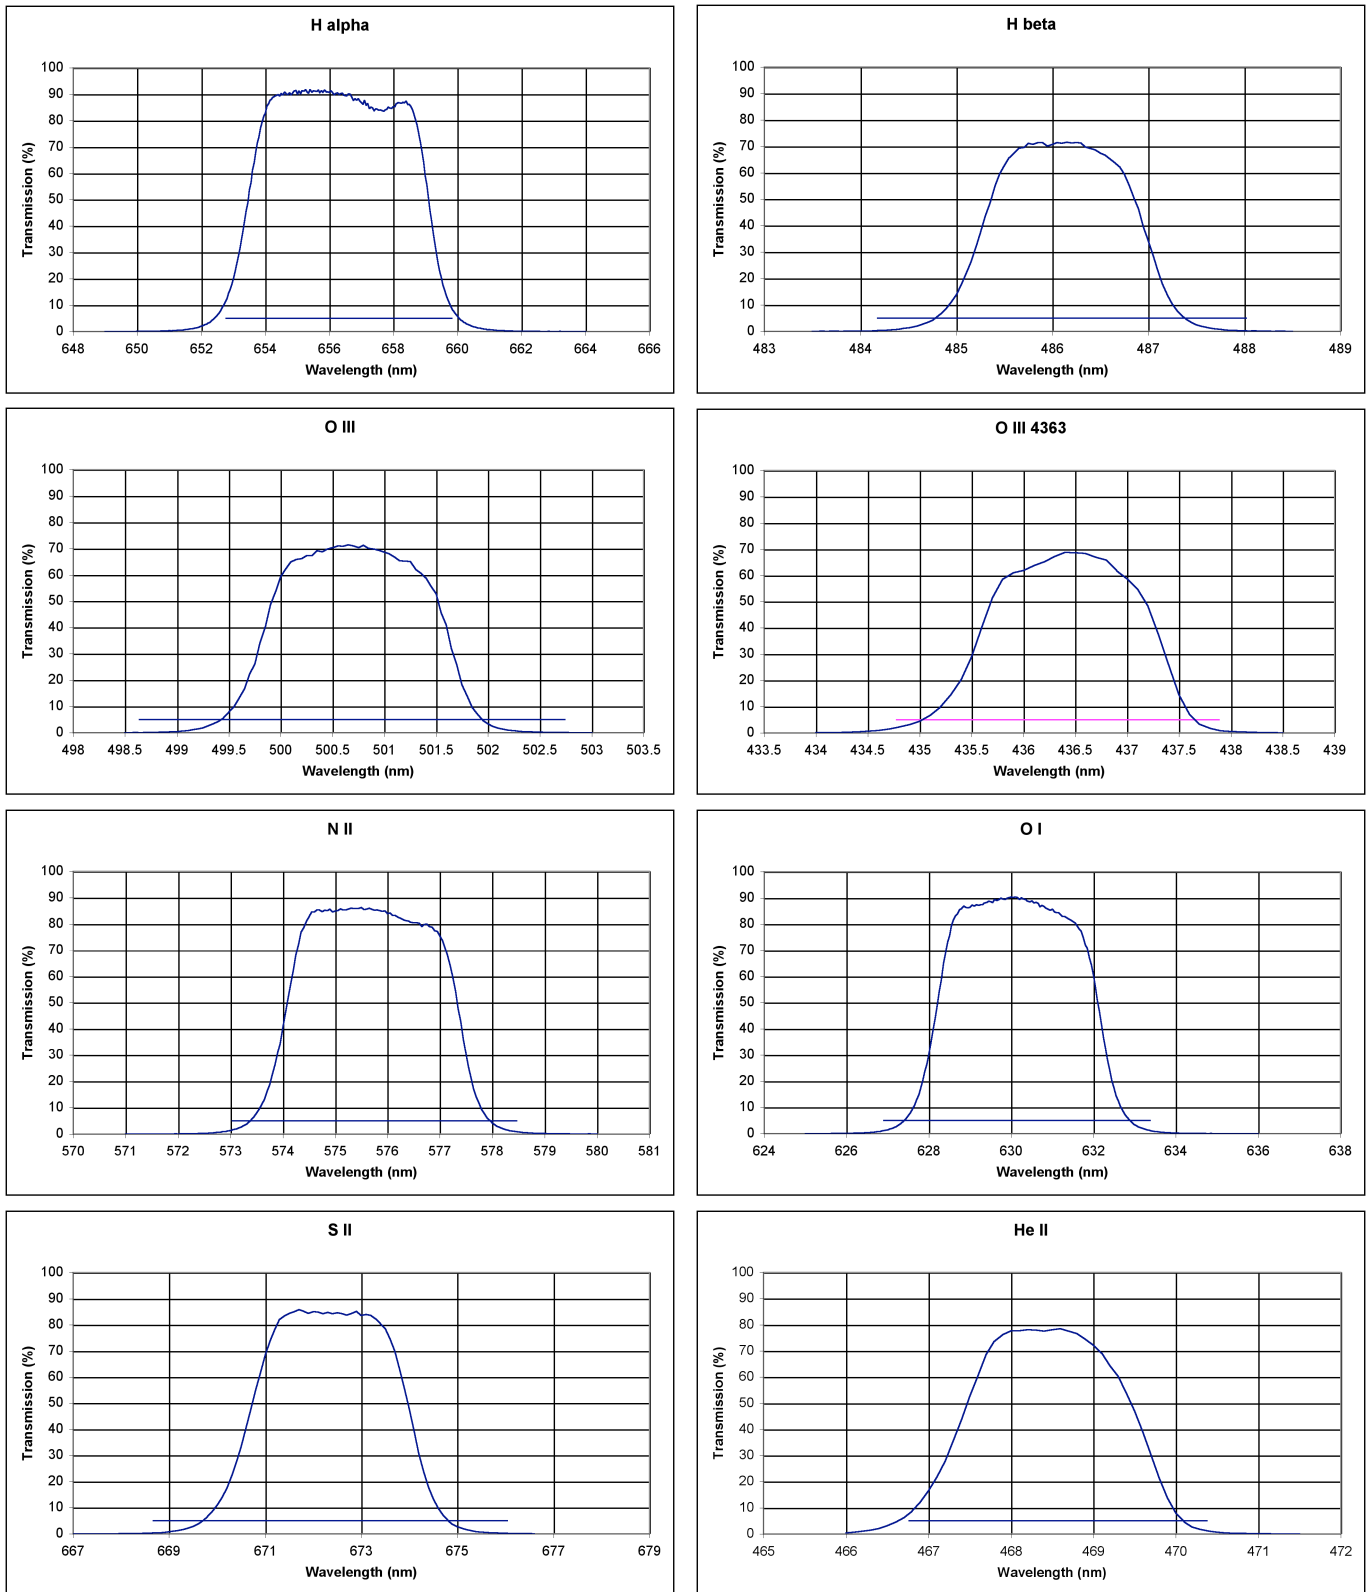 H alpha
100
90
80
70
60
50
40
30
20
10
0
Transmission (%)
648 650 652 654 656 658 660 662 664 666
Wavelength (nm)
H beta
100
90
80
70
60
50
40
30
20
10
0
Transmission (%)
483 484 485 486 487 488 489
Wavelength (nm)
O III
100
90
80
70
60
50
40
30
20
10
0
Transmission (%)
498 498.5 499 499.5 500 500.5 501 501.5 502 502.5 503 503.5
Wavelength (nm)
O III 4363
100
90
80
70
60
50
40
30
20
10
0
Transmission (%)
433.5 434 434.5 435 435.5 436 436.5 437 437.5 438 438.5 439
Wavelength (nm)
N II
100
90
80
70
60
50
40
30
20
10
0
Transmission (%)
570 571 572 573 574 575 576 577 578 579 580 581
Wavelength (nm)
O I
100
90
80
70
60
50
40
30
20
10
0
Transmission (%)
624 626 628 630 632 634 636 638
Wavelength (nm)
S II
100
90
80
70
60
50
40
30
20
10
0
Transmission (%)
667 669 671 673 675 677 679
Wavelength (nm)
He II
100
90
80
70
60
50
40
30
20
10
0
Transmission (%)
465 466 467 468 469 470 471 472
Wavelength (nm)